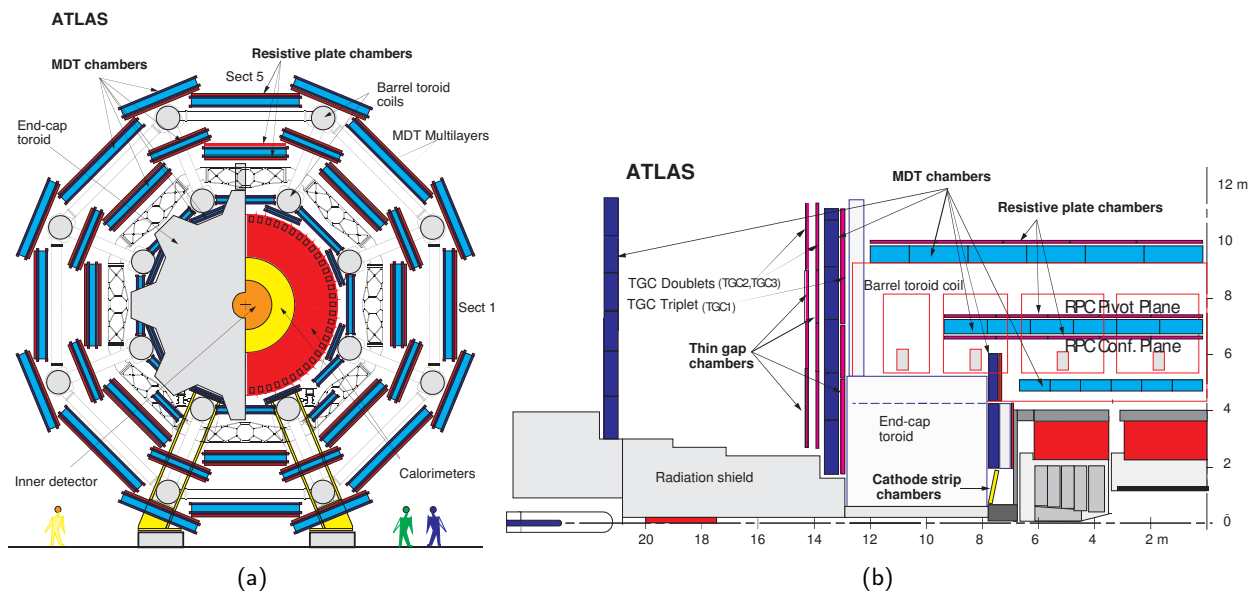 ATLAS
Resistive plate chambers
MDT chambers
Sect 5
Barrel toroid
coils
End-cap
toroid
MDT Multilayers
Sect 1
Inner detector
Calorimeters
(a)
ATLAS
MDT chambers
12 m
Resistive plate chambers
10
TGC Doublets (TGC2,TGC3)
Barrel toroid coil
TGC Triplet (TGC1)
8
RPC Pivot Plane
Thin gap
chambers
RPC Conf. Plane
6
4
End-cap
toroid
Radiation shield
Cathode strip
chambers
2
0
20
18
16
14
12
10
8
6
4
2 m
(b)